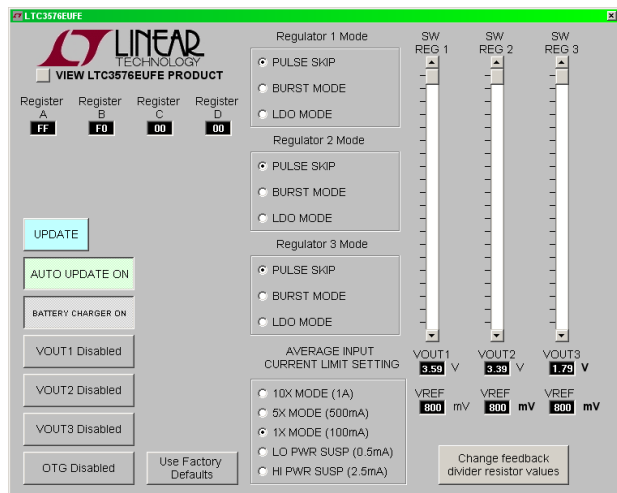 LTC3576EUFE
LINEAR
TECHNOLOGY
VIEW LTC3576EUFE PRODUCT
Register A
Register B
Register C
Register D
FF
F0
00
00
UPDATE
AUTO UPDATE ON
BATTERY CHARGER ON
VOUT1 Disabled
VOUT2 Disabled
VOUT3 Disabled
OTG Disabled
Use Factory
Defaults
Regulator 1 Mode
PULSE SKIP
BURST MODE
LDO MODE
Regulator 2 Mode
PULSE SKIP
BURST MODE
LDO MODE
Regulator 3 Mode
PULSE SKIP
BURST MODE
LDO MODE
AVERAGE INPUT
CURRENT LIMIT SETTING
10X MODE (1A)
5X MODE (500mA)
1X MODE (100mA)
LO PWR SUSP (0.5mA)
HI PWR SUSP (2.5mA)
SW
REG 1
SW
REG 2
SW
REG 3
VOUT1
3.59 V
VOUT2
3.39 V
VOUT3
1.79 V
VREF
800 mV
VREF
800 mV
VREF
800 mV
Change feedback
divider resistor values